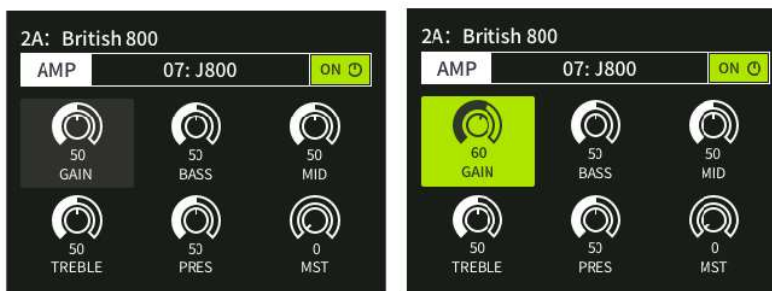 2A: British 800
AMP 07: J800 ON
50 50 50
GAIN BASS MID
50 50 0
TREBLE PRES MST
2A: British 800
AMP 07: J800 ON
60 50 50
GAIN BASS MID
50 50 0
TREBLE PRES MST